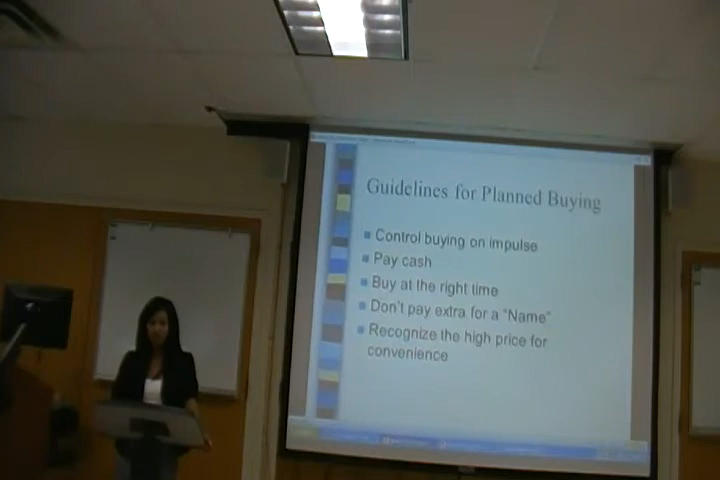 Guidelines for Planned Buying
Control buying on impulse
Pay cash
Buy at the right time
Don't pay extra for a "Name"
Recognize the high price for
convenience